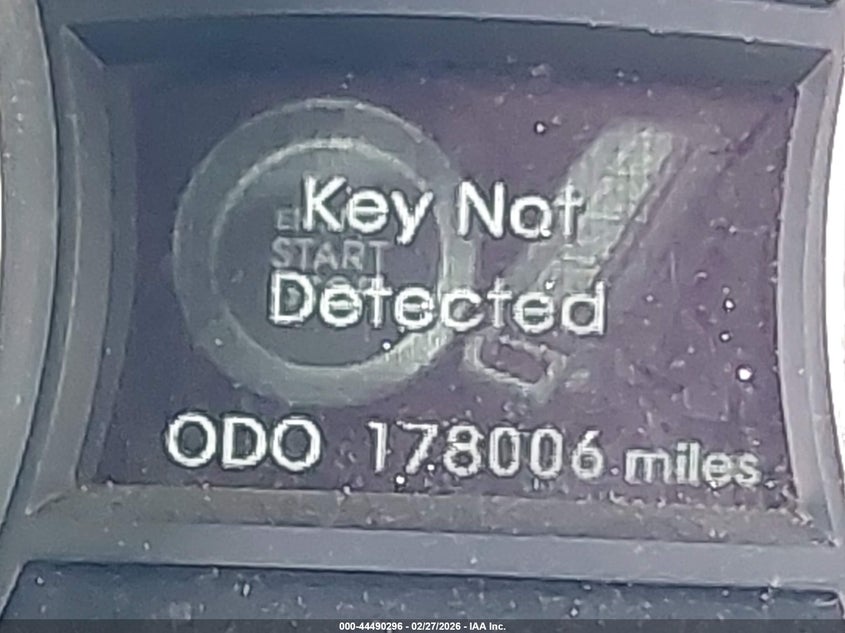 Key Not
START
Detected
ODO 178006 miles
000-44490296 - 02/27/2026 - IAA Inc.